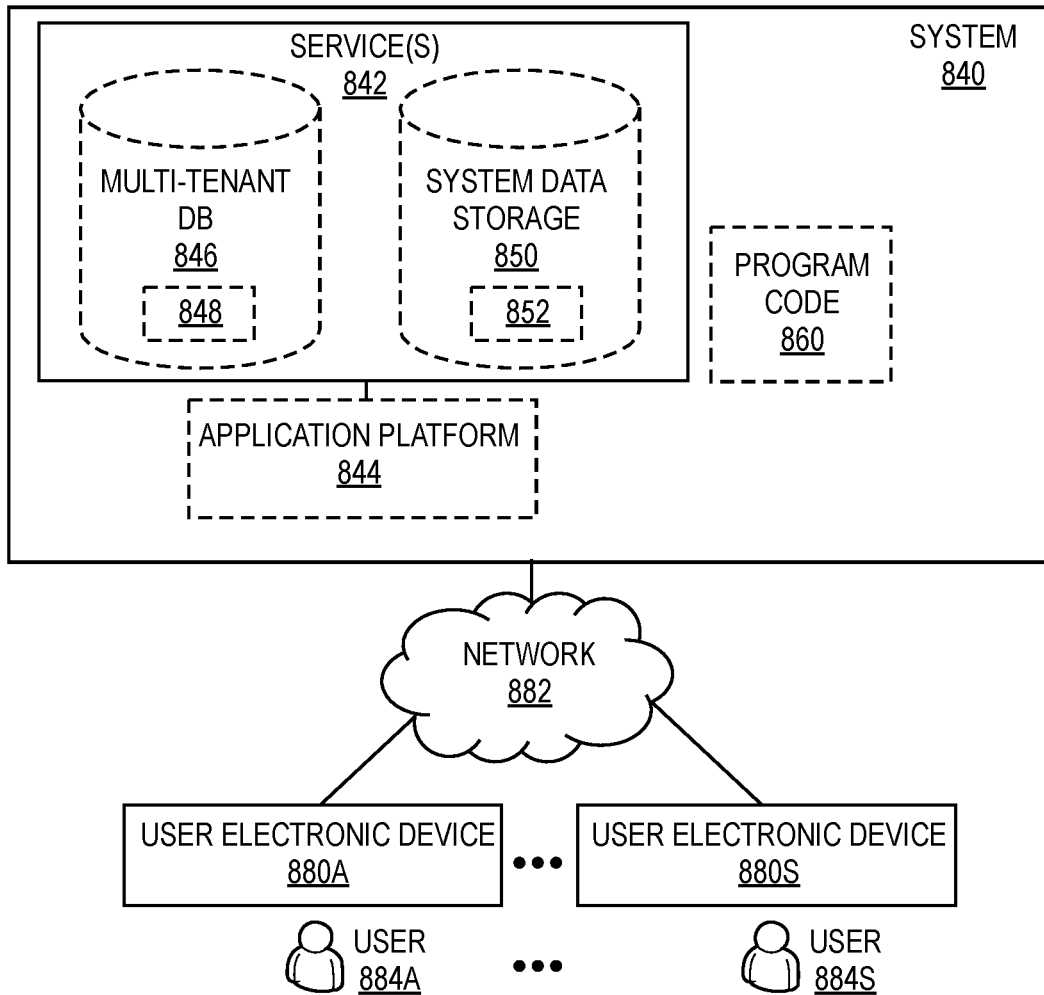 SERVICE(S)
842
SYSTEM
840
MULTI-TENANT
DB
846
848
SYSTEM DATA
STORAGE
850
852
PROGRAM
CODE
860
APPLICATION PLATFORM
844
NETWORK
882
USER ELECTRONIC DEVICE
880A
USER ELECTRONIC DEVICE
880S
USER
884A
USER
884S